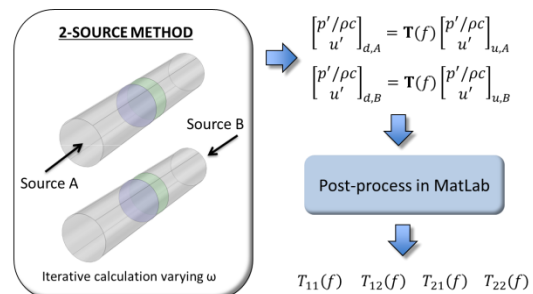 2-SOURCE METHOD
Source B
Source A
Iterative calculation varying ω
[p′/ρc u′]d,A = T(f) [p′/ρc u′]u,A
[p′/ρc u′]d,B = T(f) [p′/ρc u′]u,B
Post-process in MatLab
T11(f) T12(f) T21(f) T22(f)